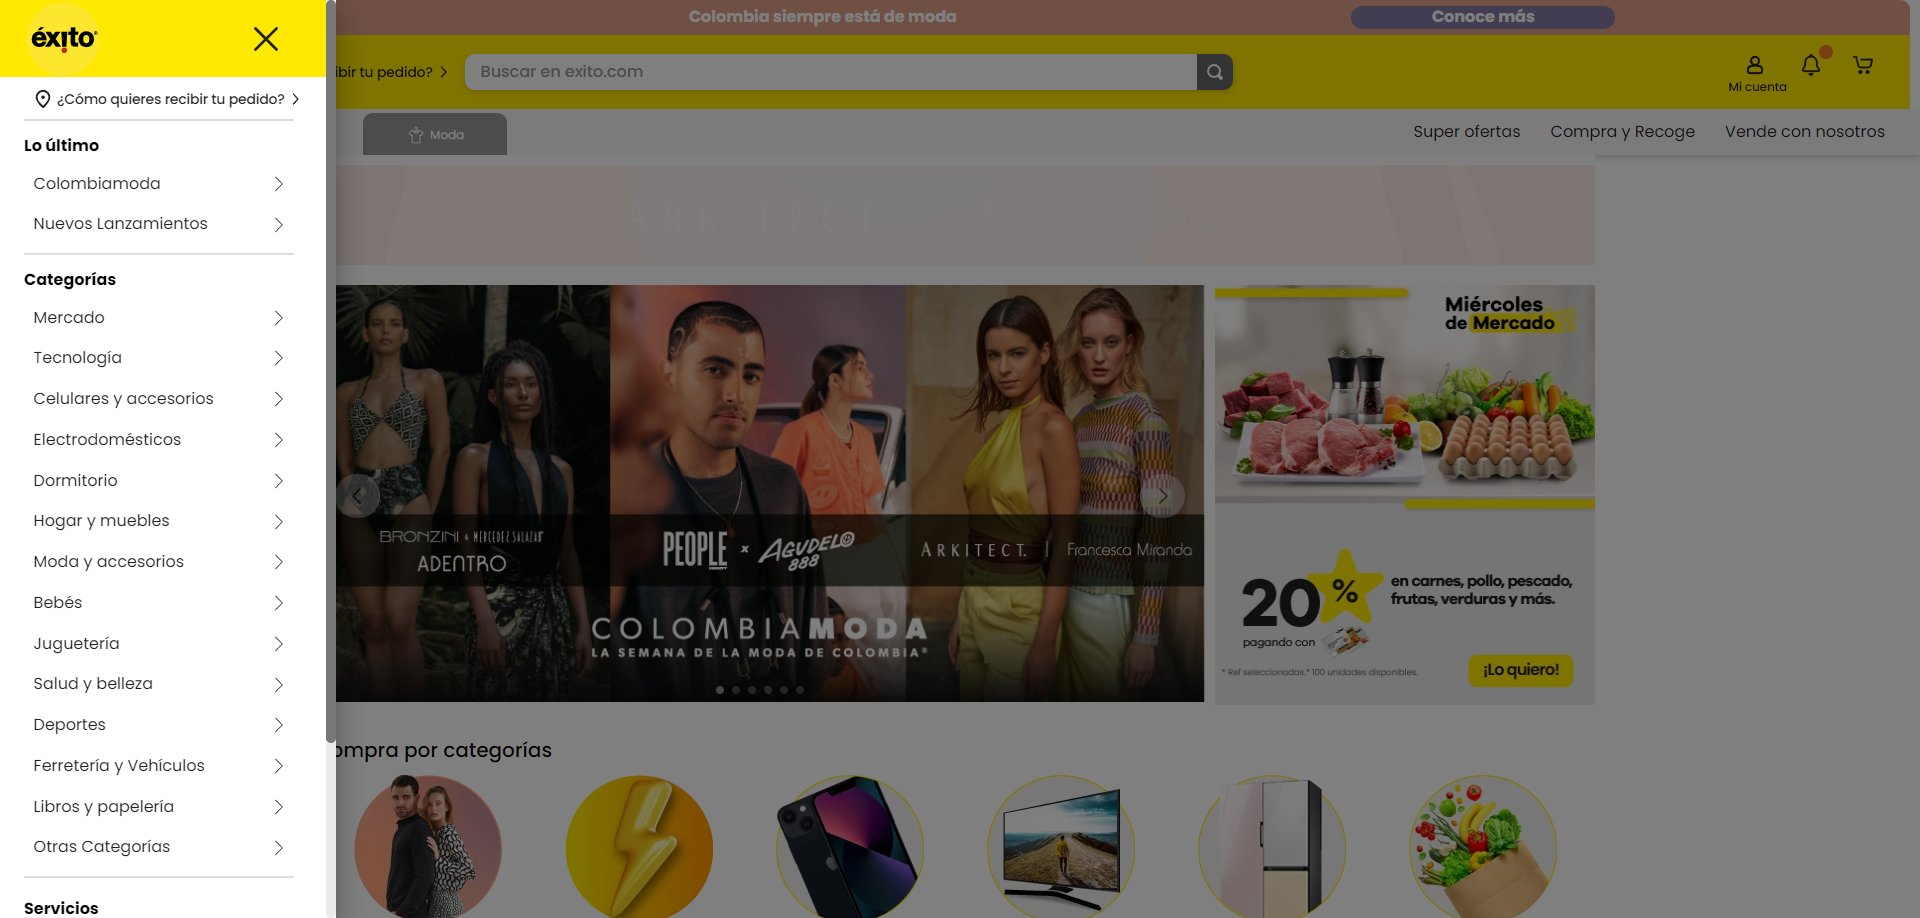 Colombia siempre está de moda
Conoce más
éxito
ibir tu pedido?
Buscar en exito.com
Mi cuenta
¿Cómo quieres recibir tu pedido?
Moda
Super ofertas
Compra y Recoge
Vende con nosotros
Lo último
Colombiamoda
Nuevos Lanzamientos
Categorías
Mercado
Tecnología
Celulares y accesorios
Electrodomésticos
Dormitorio
Hogar y muebles
Moda y accesorios
Bebés
Juguetería
Salud y belleza
Deportes
Ferretería y Vehículos
Libros y papelería
Otras Categorías
Servicios
ARKITECT
BRONZINI & MERCEDEZ SALAZAR
ADENTRO
PEOPLE x AGUDELO
888
ARKITECT. | Francesca Miranda
COLOMBIAMODA
LA SEMANA DE LA MODA DE COLOMBIA®
Miércoles
de Mercado
20%
en carnes, pollo, pescado,
frutas, verduras y más.
pagando con
* Ref seleccionadas.* 100 unidades disponibles.
¡Lo quiero!
ompra por categorías